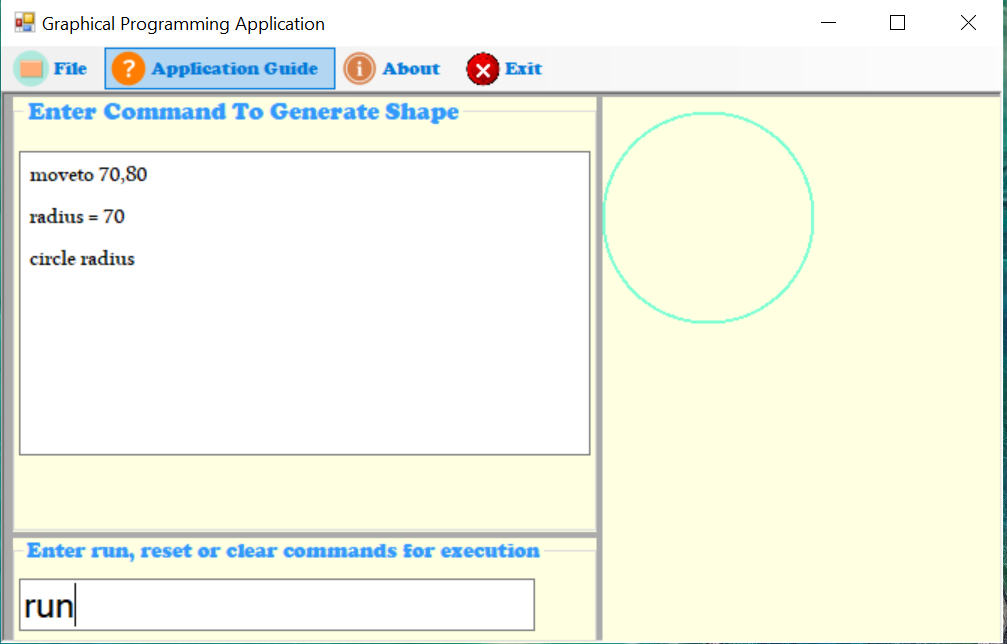 Graphical Programming Application
File Application Guide About Exit
Enter Command To Generate Shape
moveto 70,80
radius = 70
circle radius
Enter run, reset or clear commands for execution
run